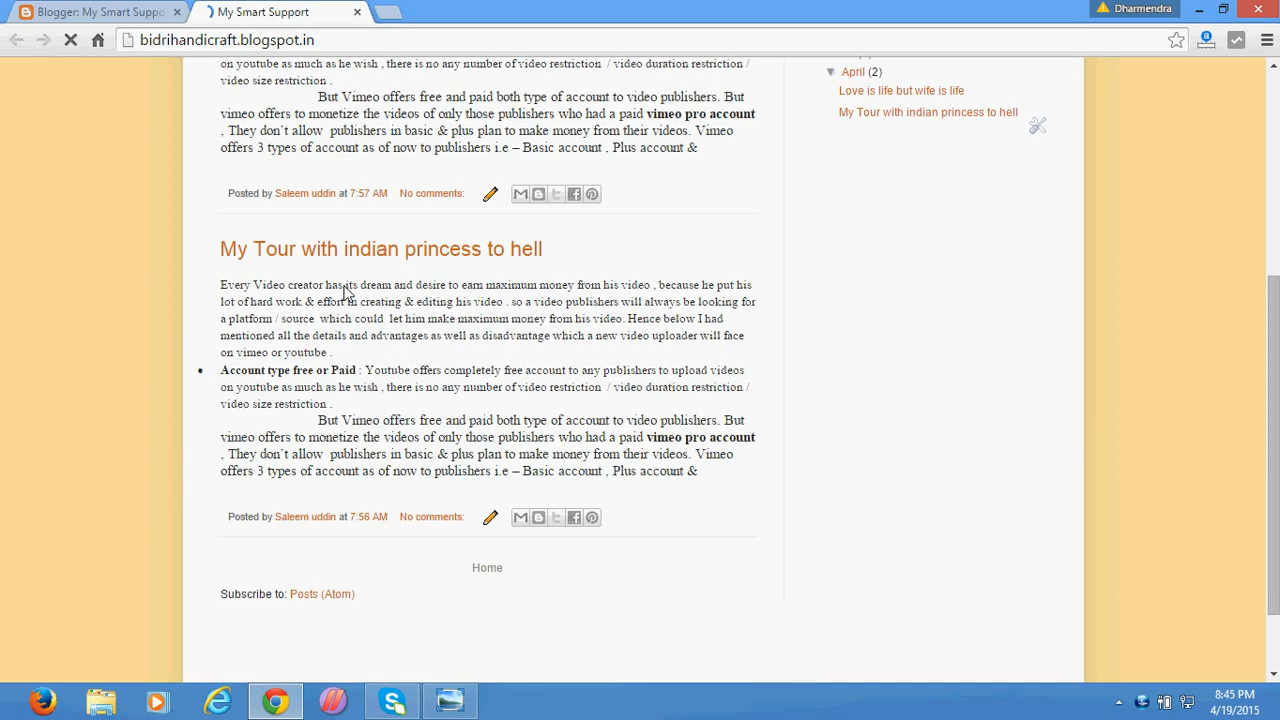 Blogger: My Smart Suppo
My Smart Support
Dharmendra
bidrihandicraft.blogspot.in
on youtube as much as he wish , there is no any number of video restriction / video duration restriction /
video size restriction .
But Vimeo offers free and paid both type of account to video publishers. But
vimeo offers to monetize the videos of only those publishers who had a paid vimeo pro account
, They don't allow publishers in basic & plus plan to make money from their videos. Vimeo
offers 3 types of account as of now to publishers i.e – Basic account , Plus account &
Posted by Saleem uddin at 7:57 AM No comments:
My Tour with indian princess to hell
Every Video creator has its dream and desire to earn maximum money from his video , because he put his
lot of hard work & effort in creating & editing his video . so a video publishers will always be looking for
a platform / source which could let him make maximum money from his video. Hence below I had
mentioned all the details and advantages as well as disadvantage which a new video uploader will face
on vimeo or youtube .
• Account type free or Paid : Youtube offers completely free account to any publishers to upload videos
on youtube as much as he wish , there is no any number of video restriction / video duration restriction /
video size restriction .
But Vimeo offers free and paid both type of account to video publishers. But
vimeo offers to monetize the videos of only those publishers who had a paid vimeo pro account
, They don't allow publishers in basic & plus plan to make money from their videos. Vimeo
offers 3 types of account as of now to publishers i.e – Basic account , Plus account &
Posted by Saleem uddin at 7:56 AM No comments:
Home
Subscribe to: Posts (Atom)
▼ April (2)
Love is life but wife is life
My Tour with indian princess to hell
8:45 PM
4/19/2015